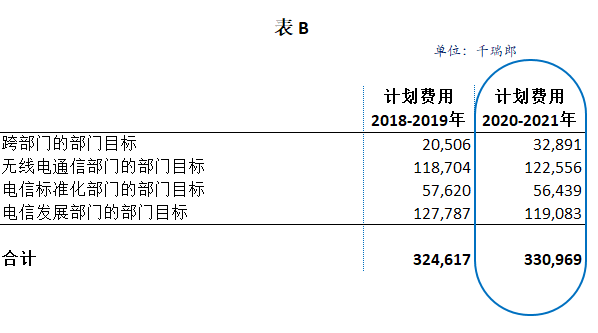 表 B
单位：千瑞郎
计划费用 计划费用
2018-2019年 2020-2021年
跨部门的部门目标 20,506 32,891
无线电通信部门的部门目标 118,704 122,556
电信标准化部门的部门目标 57,620 56,439
电信发展部门的部门目标 127,787 119,083
合计 324,617 330,969